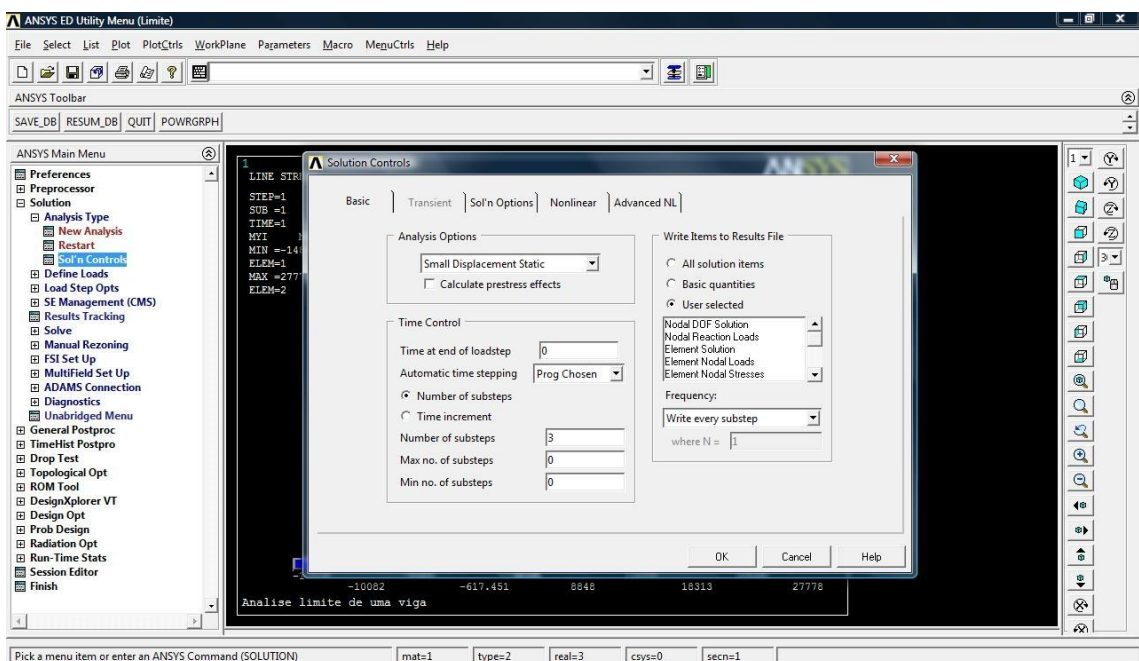 ANSYS ED Utility Menu (Limite)
File Select List Plot PlotCtrls WorkPlane Parameters Macro MenuCtrls Help
ANSYS Toolbar
SAVE_DB RESUM_DB QUIT POWRGRPH
ANSYS Main Menu
Preferences
Preprocessor
Solution
Analysis Type
New Analysis
Restart
Sol'n Controls
Define Loads
Load Step Opts
SE Management (CMS)
Results Tracking
Solve
Manual Rezoning
FSI Set Up
MultiField Set Up
ADAMS Connection
Diagnostics
Unabridged Menu
General Postproc
TimeHist Postpro
Drop Test
Topological Opt
ROM Tool
DesignXplorer VT
Design Opt
Prob Design
Radiation Opt
Run-Time Stats
Session Editor
Finish
1
LINE STR
STEP=1
SUB =1
TIME=1
MYI
MIN =-14
ELEM=1
MAX =277
ELEM=2
Solution Controls
Basic Transient Sol'n Options Nonlinear Advanced NL
Analysis Options
Small Displacement Static
Calculate prestress effects
Time Control
Time at end of loadstep 0
Automatic time stepping Prog Chosen
Number of substeps
Time increment
Number of substeps 3
Max no. of substeps 0
Min no. of substeps 0
Write Items to Results File
All solution items
Basic quantities
User selected
Nodal DOF Solution
Nodal Reaction Loads
Element Solution
Element Nodal Loads
Element Nodal Stresses
Frequency:
Write every substep
where N = 1
OK Cancel Help
-10082 -617.451 8848 18313 27778
Analise limite de uma viga
1
3
Pick a menu item or enter an ANSYS Command (SOLUTION) mat=1 type=2 real=3 csys=0 secn=1